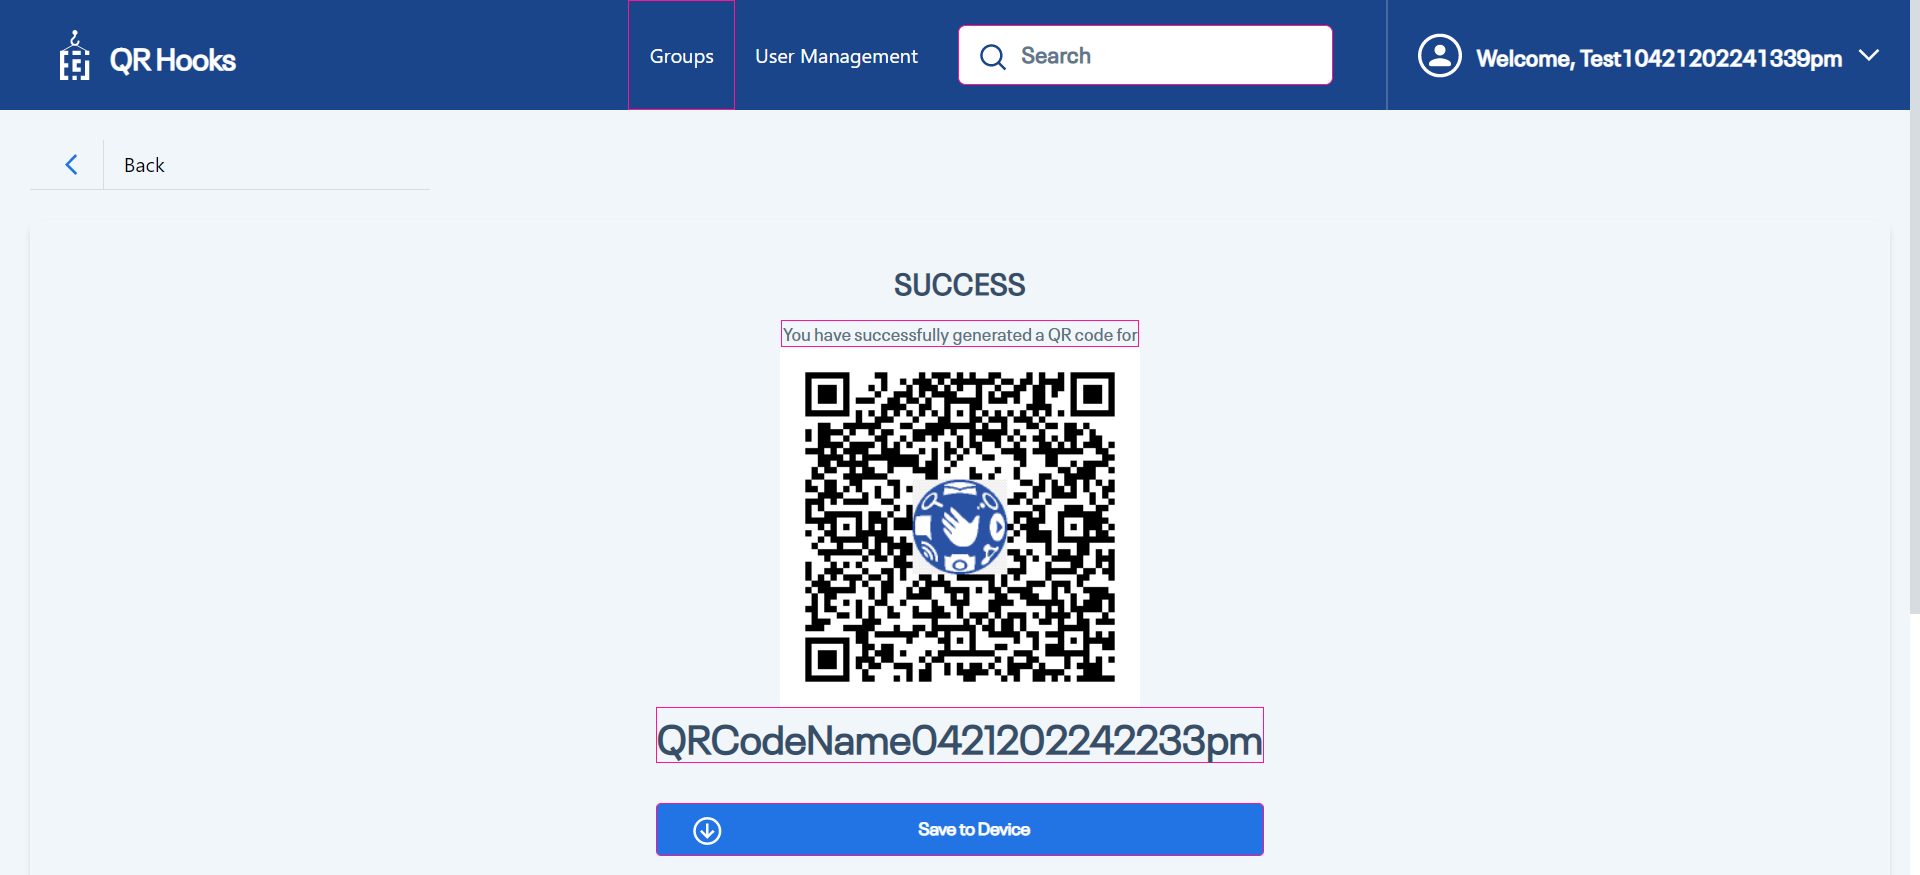 QR Hooks
Groups
User Management
Search
Welcome, Test10421202241339pm
Back
SUCCESS
You have successfully generated a QR code for
QRCodeName0421202242233pm
Save to Device